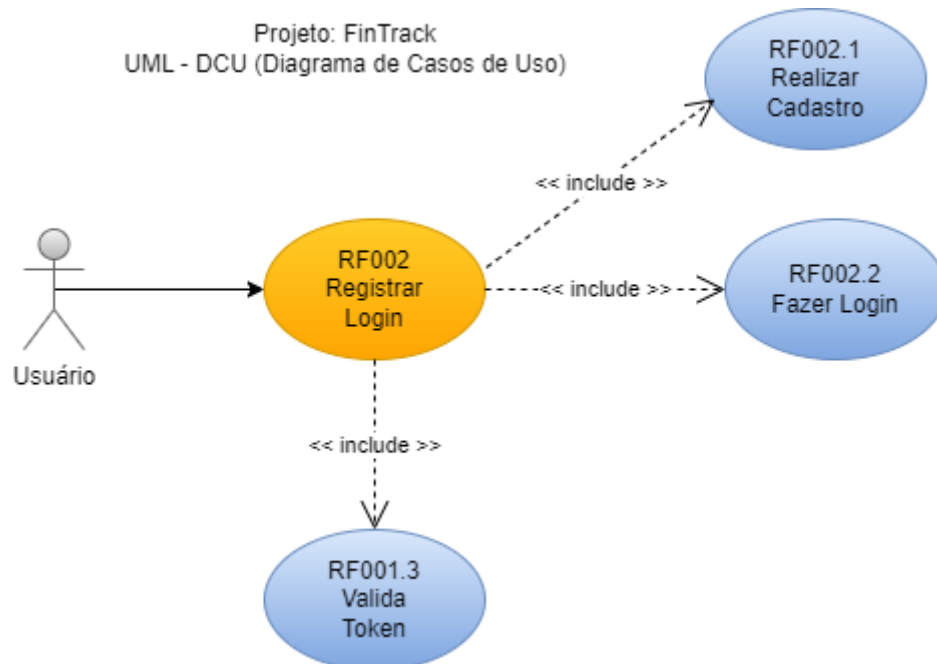 Projeto: FinTrack
UML - DCU (Diagrama de Casos de Uso)
RF002.1
Realizar
Cadastro
<< include >>
RF002
Registrar
Login
<< include >>
RF002.2
Fazer Login
Usuário
<< include >>
RF001.3
Valida
Token